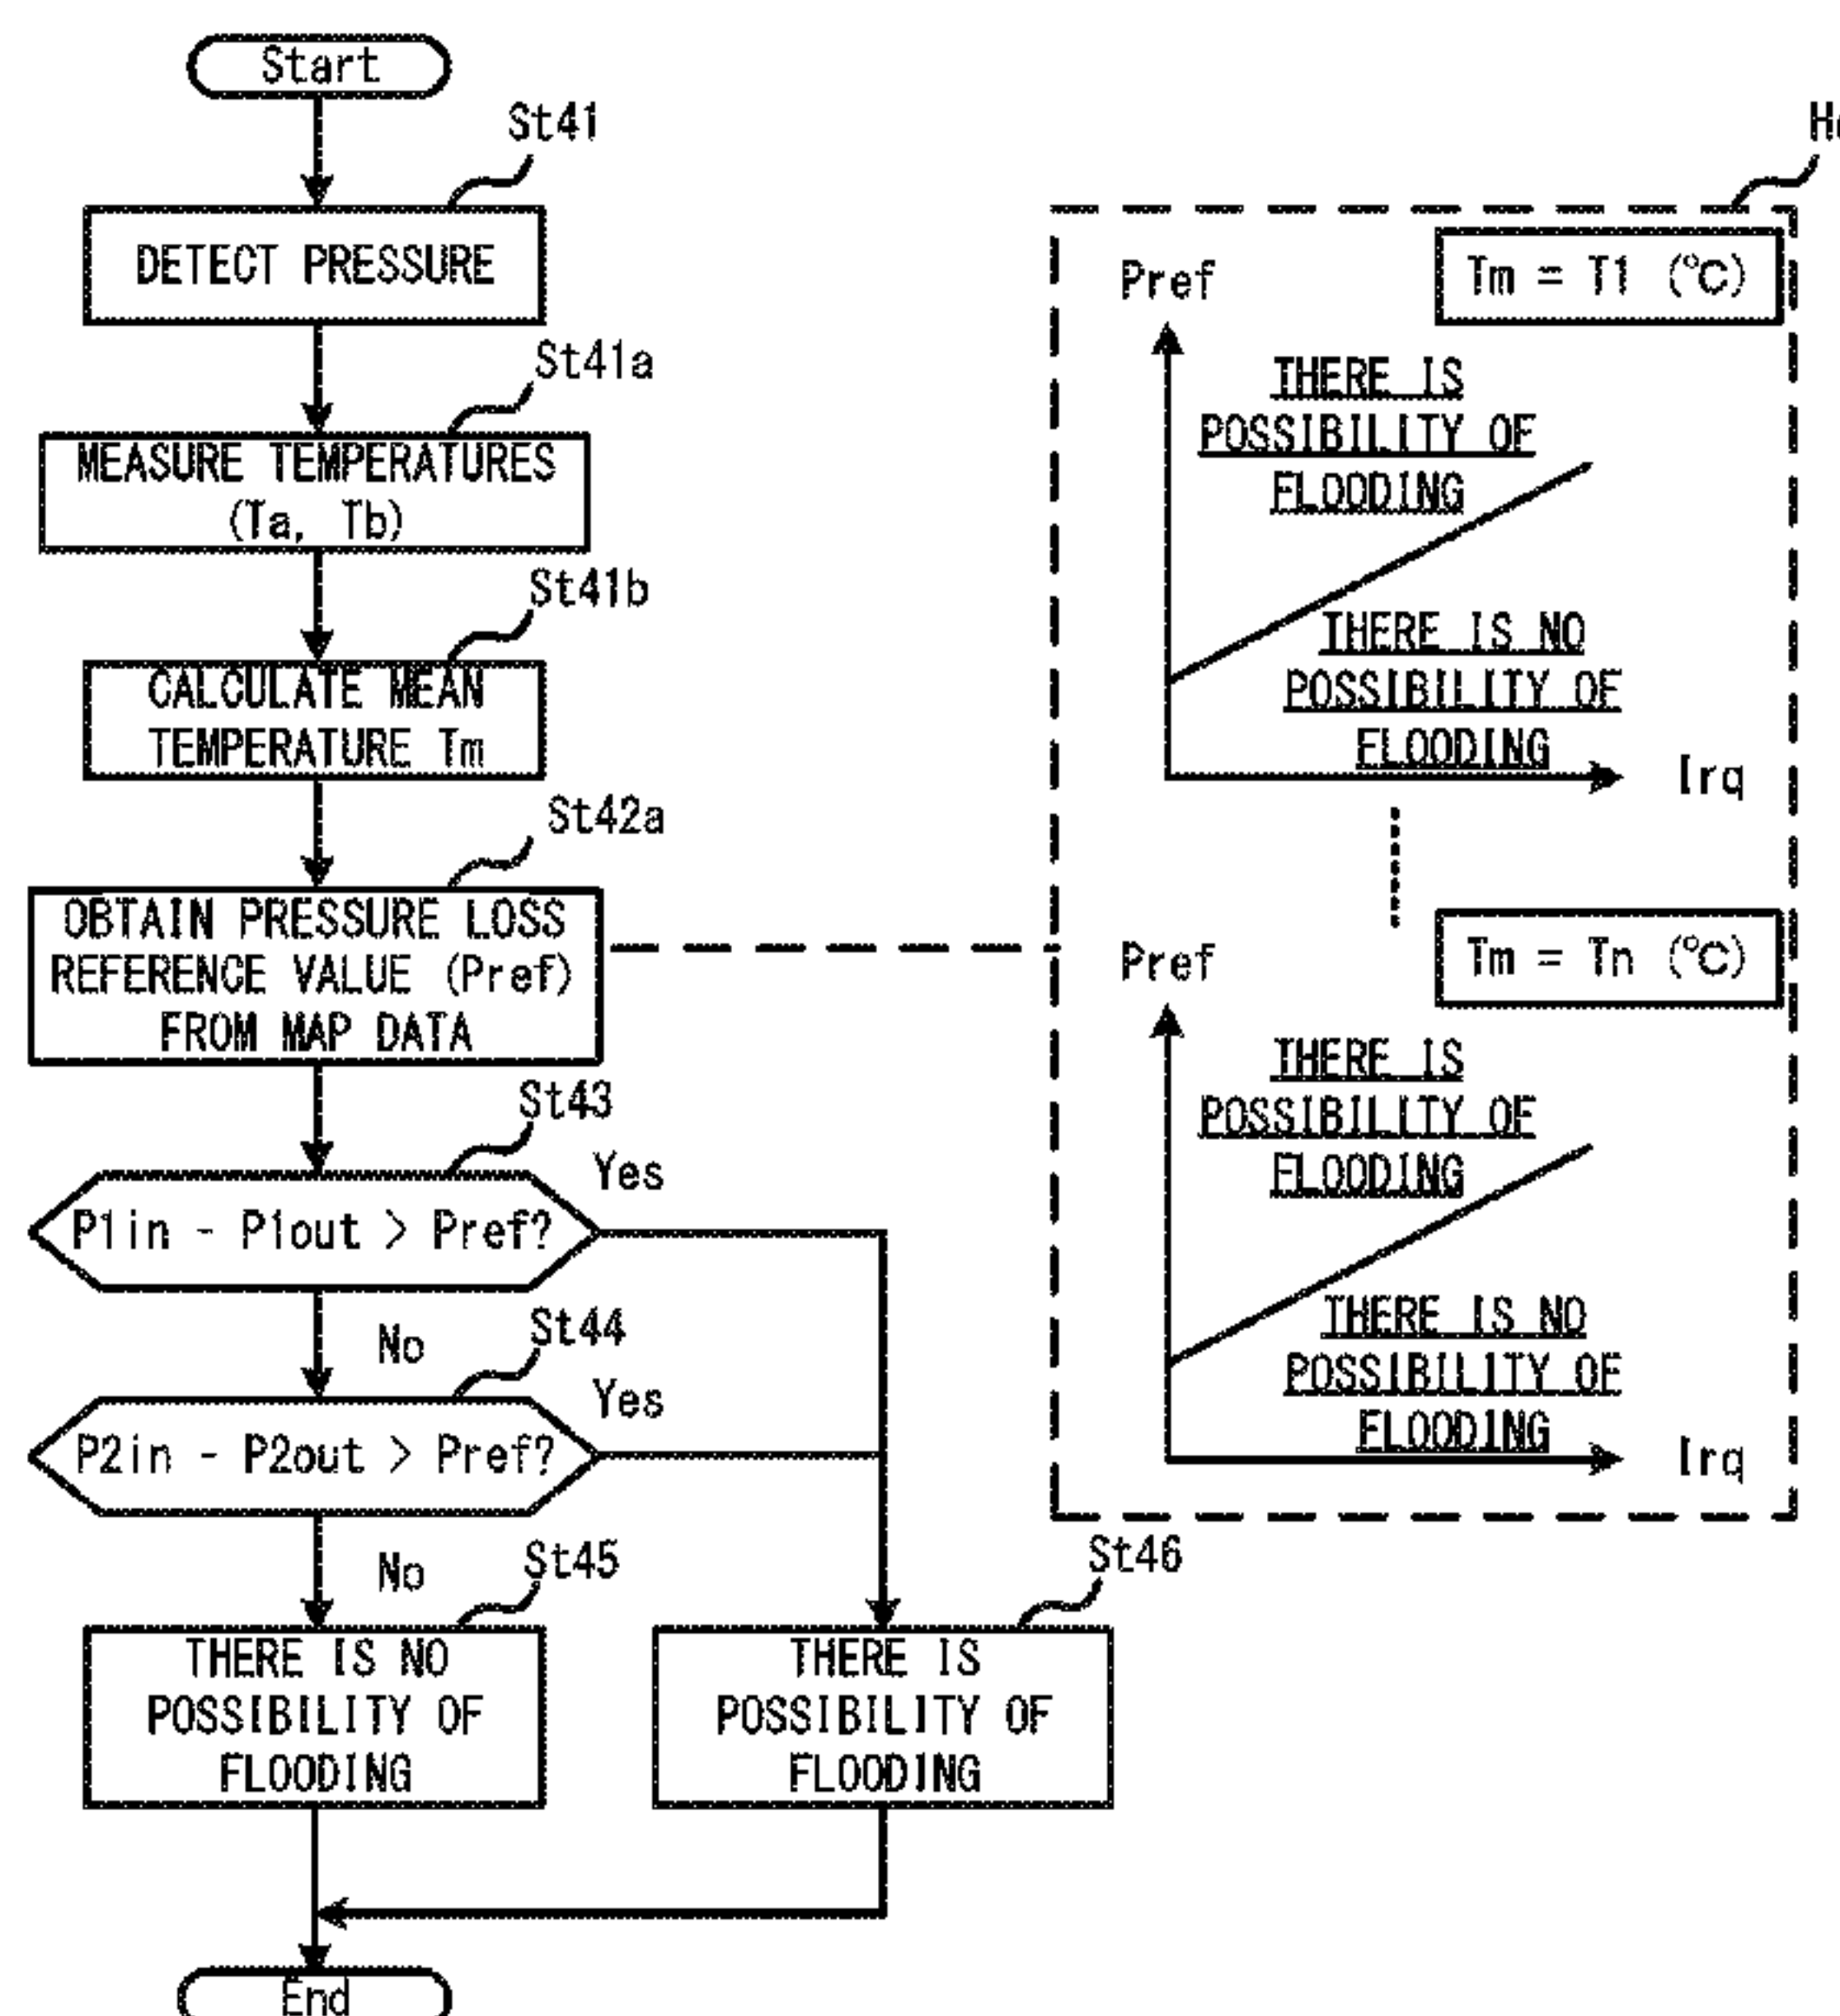 Start
St41
DETECT PRESSURE
St41a
MEASURE TEMPERATURES
(Ta, Tb)
St41b
CALCULATE MEAN
TEMPERATURE Tm
St42a
OBTAIN PRESSURE LOSS
REFERENCE VALUE (Pref)
FROM MAP DATA
St43
P1in - P1out > Pref?
Yes
No
St44
P2in - P2out > Pref?
Yes
No
St45
THERE IS NO
POSSIBILITY OF
FLOODING
St46
THERE IS
POSSIBILITY OF
FLOODING
End
Pref
Tm = T1 (°C)
THERE IS
POSSIBILITY OF
FLOODING
THERE IS NO
POSSIBILITY OF
FLOODING
Irq
Pref
Tm = Tn (°C)
THERE IS
POSSIBILITY OF
FLOODING
THERE IS NO
POSSIBILITY OF
FLOODING
Irq